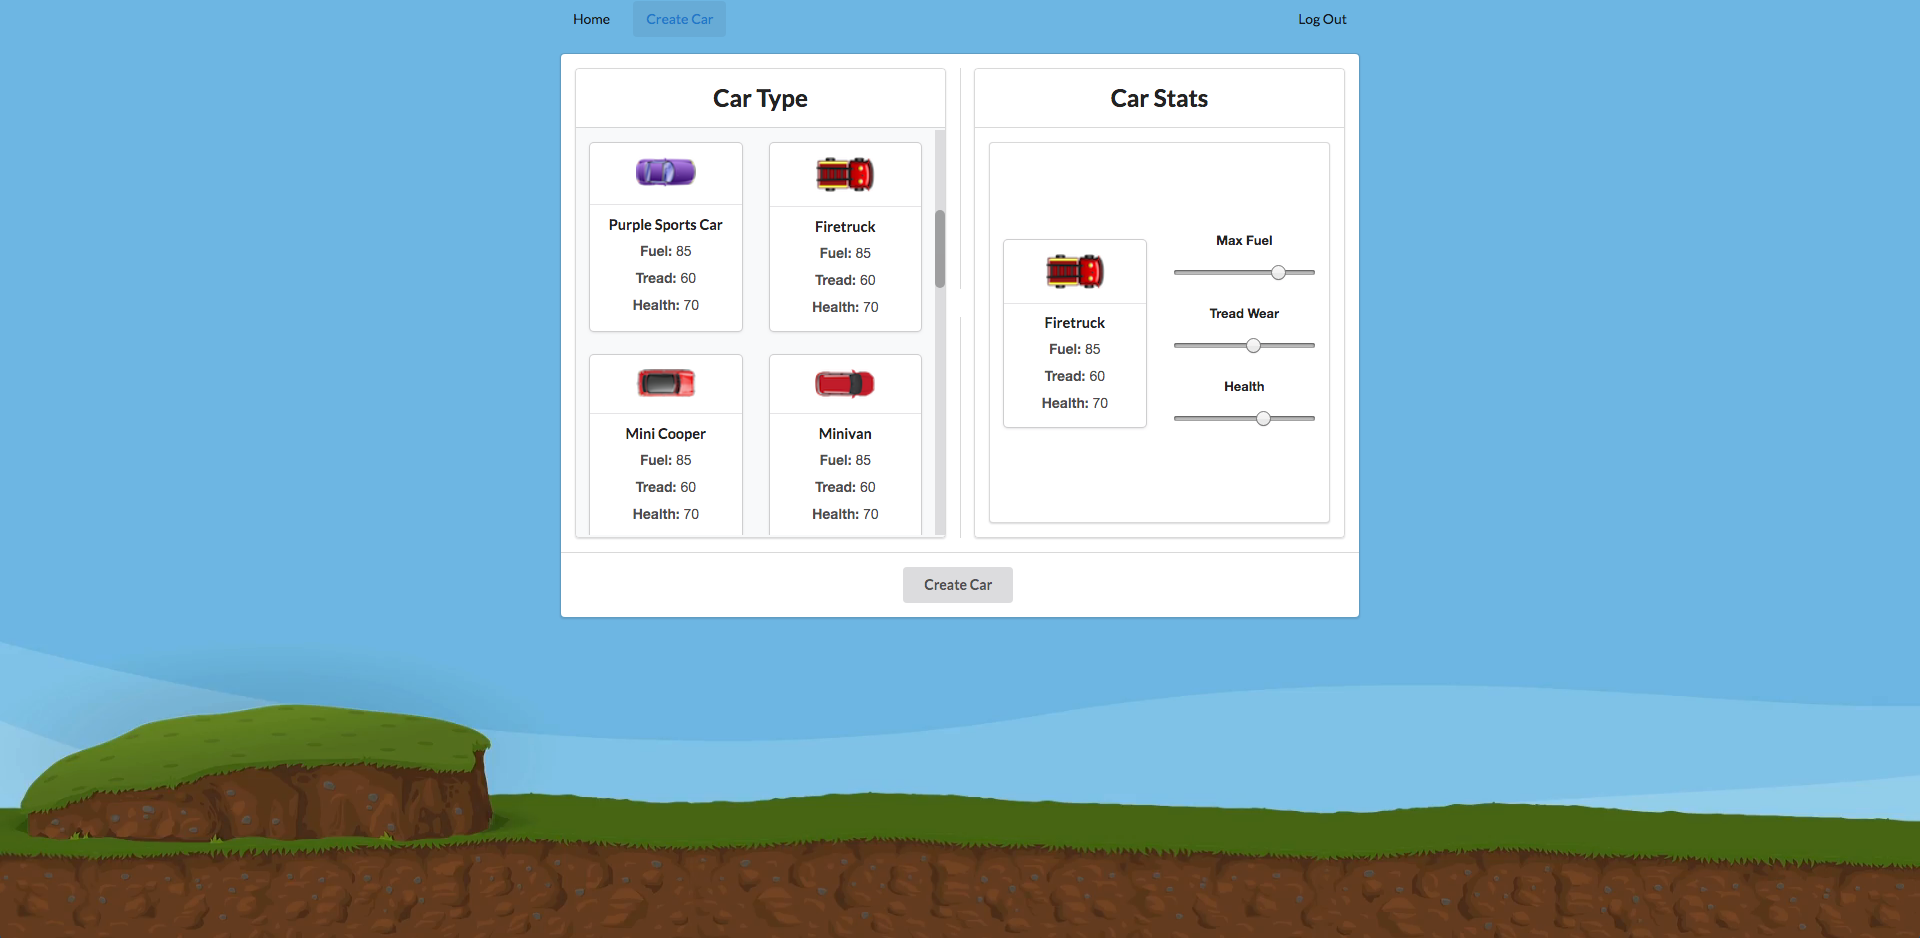 Home
Create Car
Log Out
Car Type
Purple Sports Car
Fuel: 85
Tread: 60
Health: 70
Firetruck
Fuel: 85
Tread: 60
Health: 70
Mini Cooper
Fuel: 85
Tread: 60
Health: 70
Minivan
Fuel: 85
Tread: 60
Health: 70
Car Stats
Firetruck
Fuel: 85
Tread: 60
Health: 70
Max Fuel
Tread Wear
Health
Create Car